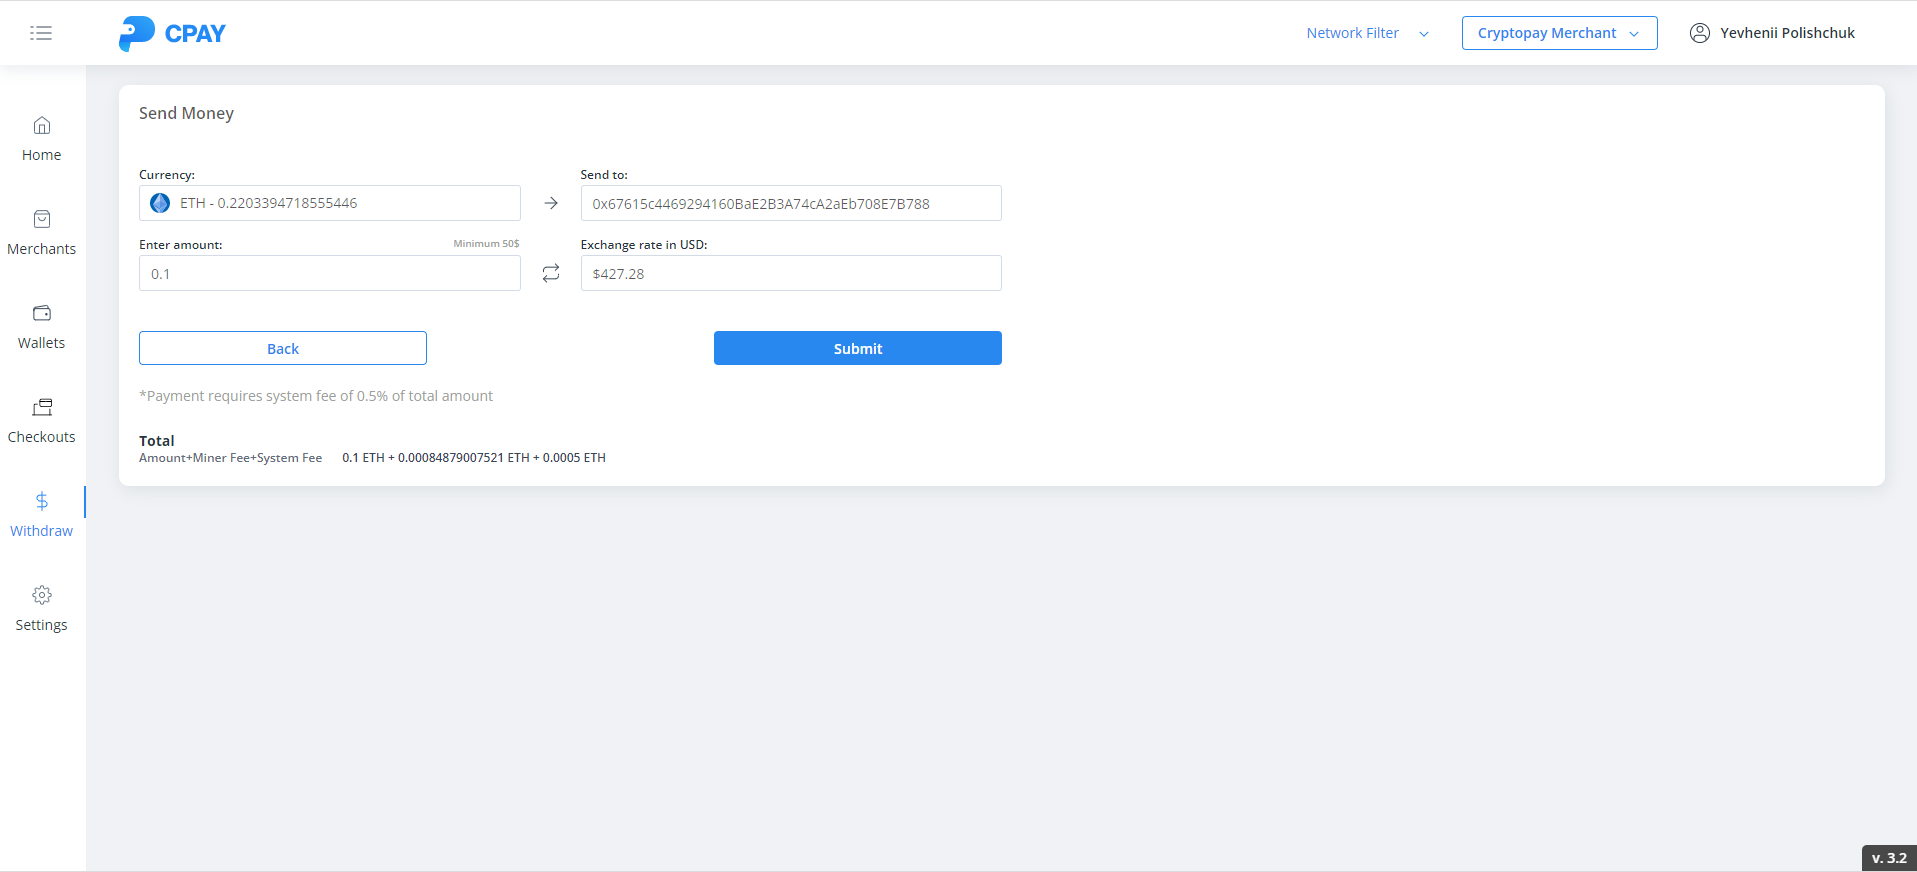 CPAY
Network Filter
Cryptopay Merchant
Yevhenii Polishchuk
Home
Merchants
Wallets
Checkouts
Withdraw
Settings
Send Money
Currency:
Send to:
ETH - 0.2203394718555446
0x67615c4469294160BaE2B3A74cA2aEb708E7B788
Enter amount:
Minimum 50$
Exchange rate in USD:
0.1
$427.28
Back
Submit
*Payment requires system fee of 0.5% of total amount
Total
Amount+Miner Fee+System Fee 0.1 ETH + 0.00084879007521 ETH + 0.0005 ETH
v. 3.2